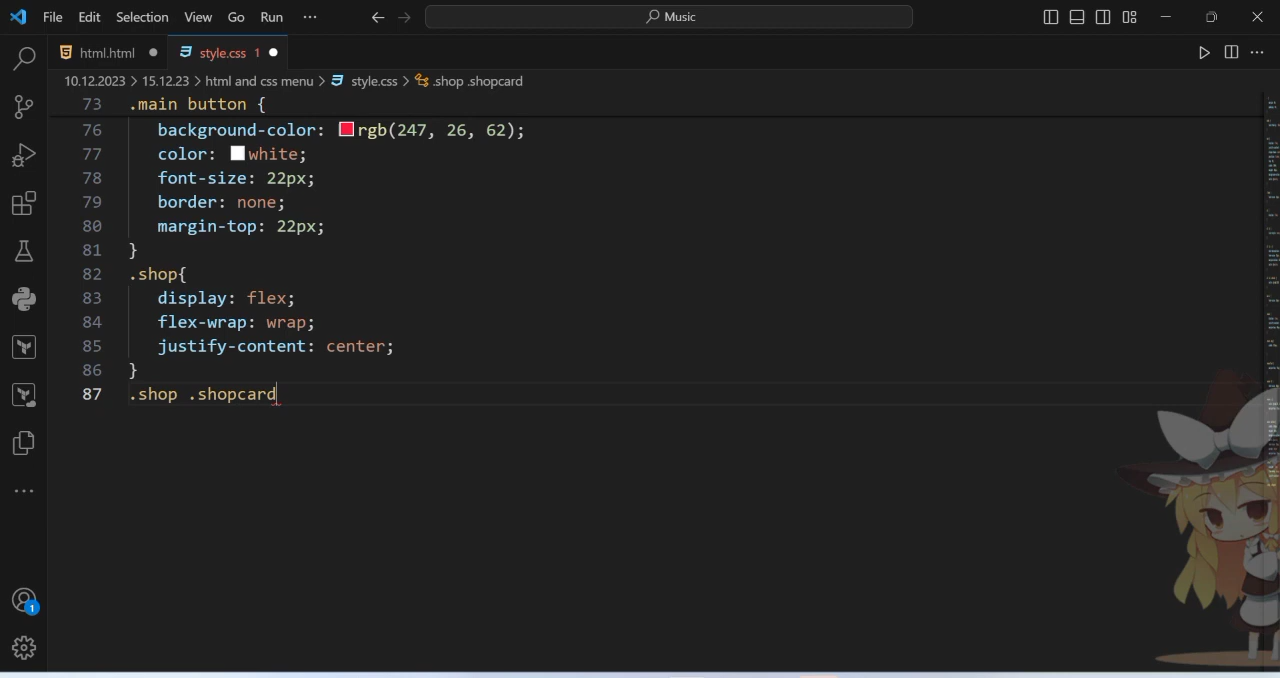 File Edit Selection View Go Run ··· Music
html.html style.css 1
10.12.2023 > 15.12.23 > html and css menu > style.css > .shop .shopcard
73 .main button {
76 background-color: rgb(247, 26, 62);
77 color: white;
78 font-size: 22px;
79 border: none;
80 margin-top: 22px;
81 }
82 .shop{
83 display: flex;
84 flex-wrap: wrap;
85 justify-content: center;
86 }
87 .shop .shopcard
1